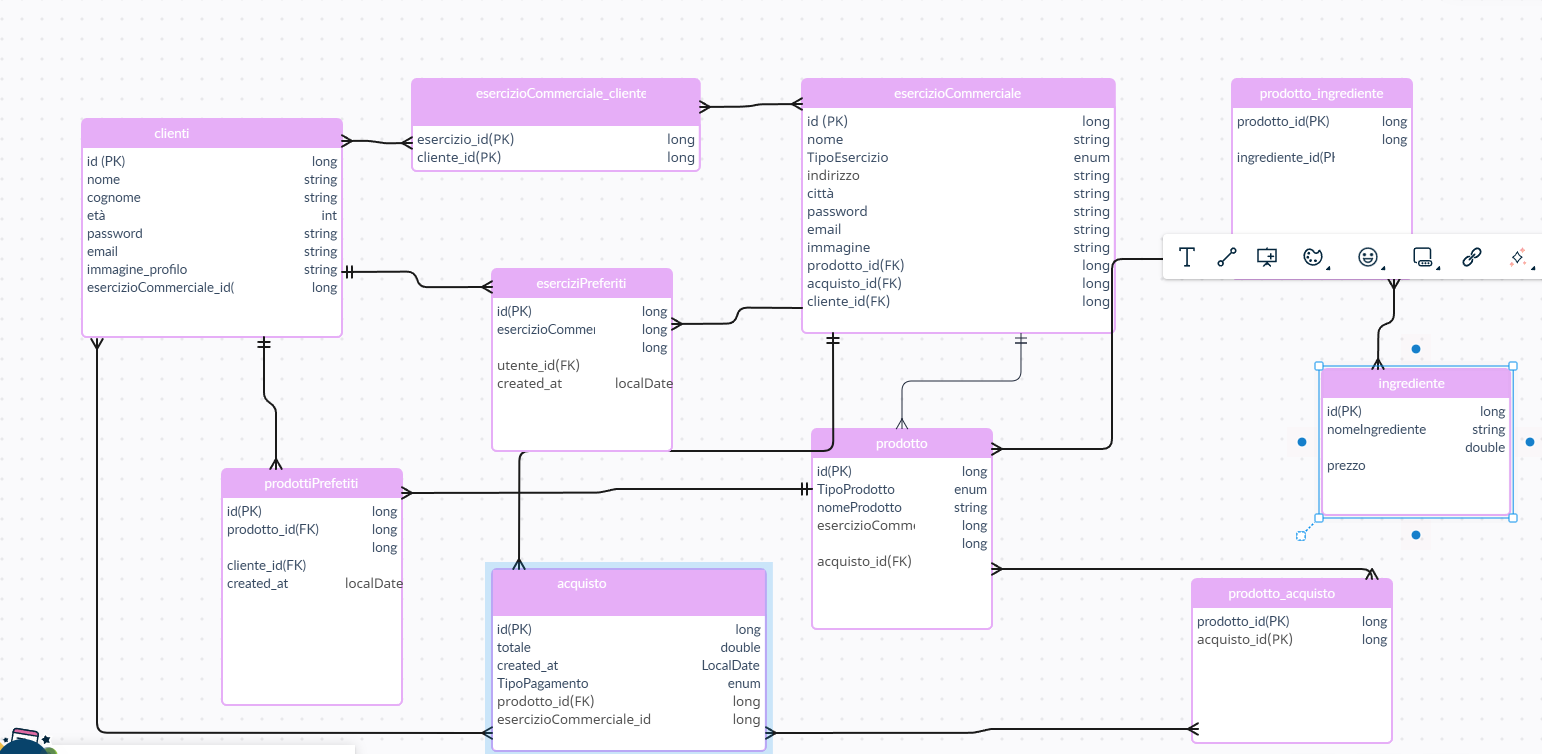 esercizioCommerciale_cliente
esercizio_id(PK) long
cliente_id(PK) long
esercizioCommerciale
id (PK) long
nome string
TipoEsercizio enum
indirizzo string
città string
password string
email string
immagine string
prodotto_id(FK) long
acquisto_id(FK) long
cliente_id(FK) long
prodotto_ingrediente
prodotto_id(PK) long
long
ingrediente_id(P
clienti
id (PK) long
nome string
cognome string
età int
password string
email string
immagine_profilo string
esercizioCommerciale_id( long
eserciziPreferiti
id(PK) long
esercizioCommer long
long
utente_id(FK)
created_at localDate
T
ingrediente
id(PK) long
nomeIngrediente string
double
prezzo
prodotto
id(PK) long
TipoProdotto enum
nomeProdotto string
esercizioComm long
long
acquisto_id(FK)
prodottiPrefetiti
id(PK) long
prodotto_id(FK) long
long
cliente_id(FK)
created_at localDate
acquisto
id(PK) long
totale double
created_at LocalDate
TipoPagamento enum
prodotto_id(FK) long
esercizioCommerciale_id long
prodotto_acquisto
prodotto_id(PK) long
acquisto_id(PK) long